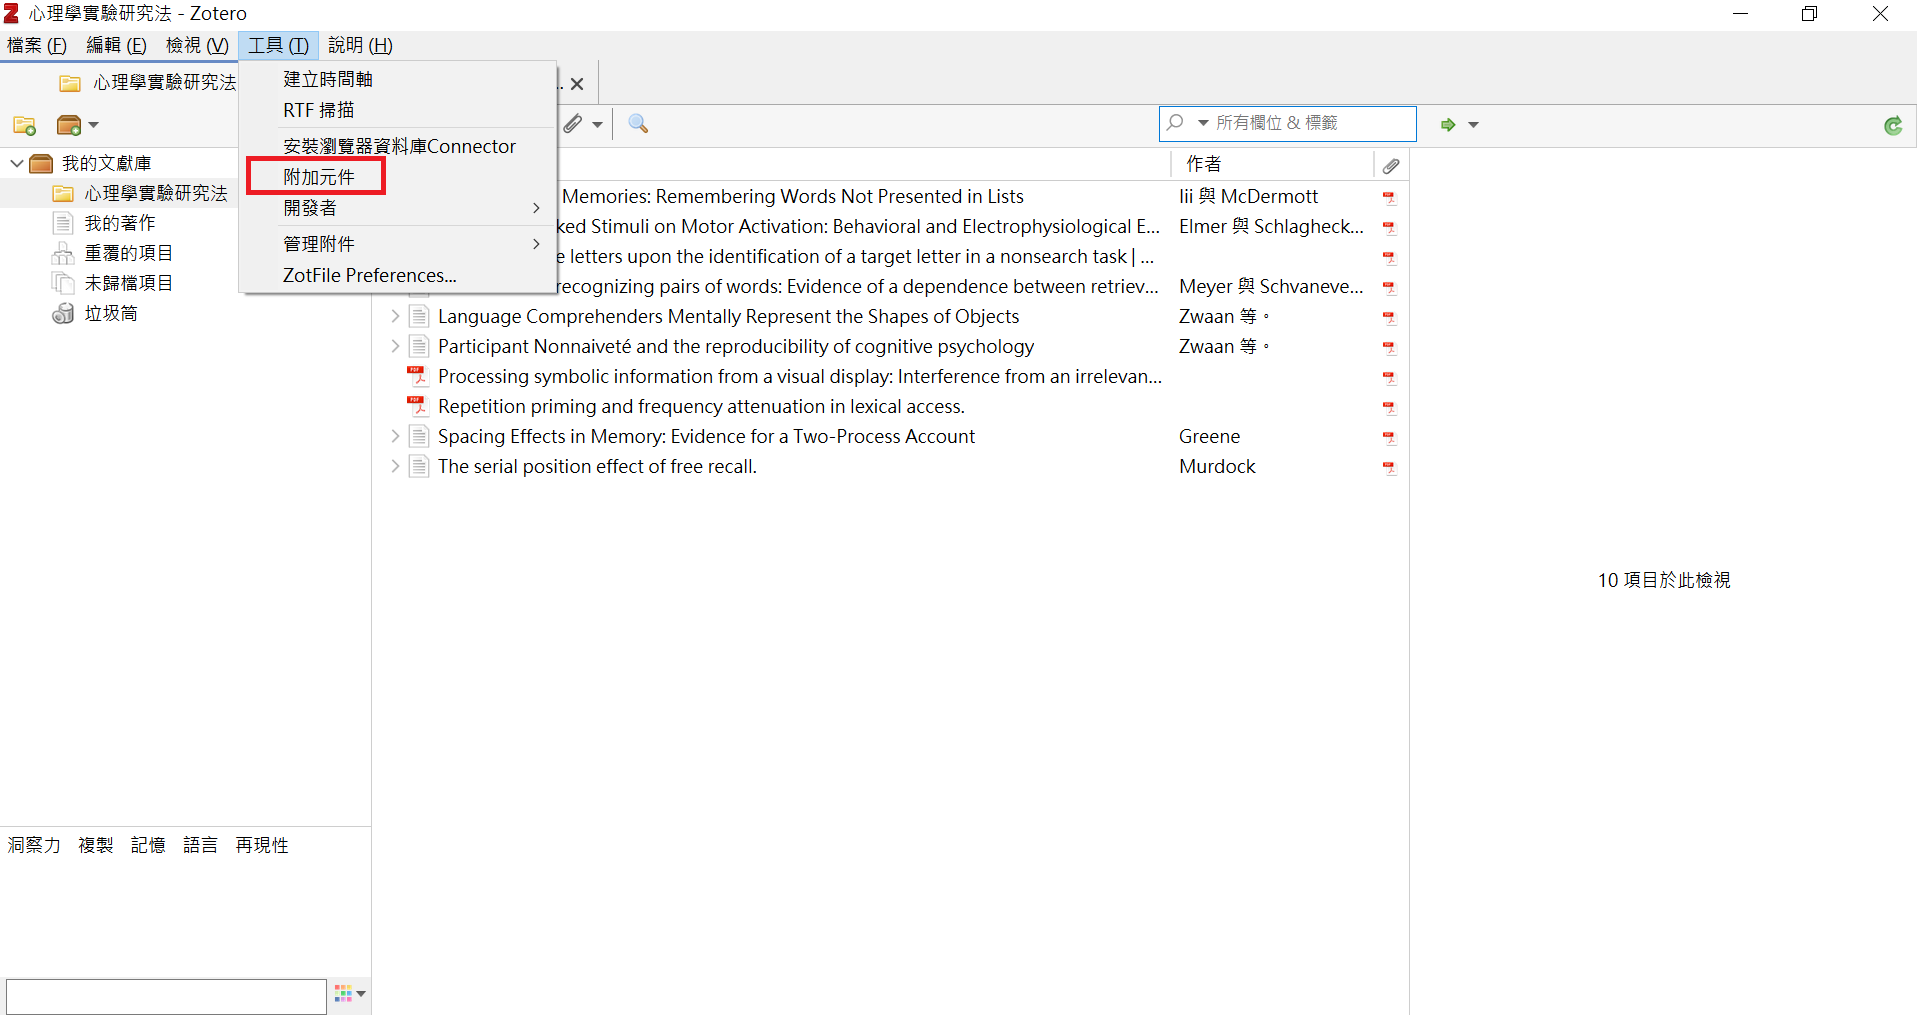 心理學實驗研究法 - Zotero
檔案 (F) 編輯 (E) 檢視 (V) 工具 (T) 說明 (H)
心理學實驗研究法
建立時間軸
RTF 掃描
安裝瀏覽器資料庫Connector
附加元件
開發者
管理附件
ZotFile Preferences...
所有欄位 & 標籤
我的文獻庫
心理學實驗研究法
我的著作
重覆的項目
未歸檔項目
垃圾筒
作者
Memories: Remembering Words Not Presented in Lists Iii 與 McDermott
ked Stimuli on Motor Activation: Behavioral and Electrophysiological E... Elmer 與 Schlagheck...
e letters upon the identification of a target letter in a nonsearch task | ...
recognizing pairs of words: Evidence of a dependence between retriev... Meyer 與 Schvaneve...
Language Comprehenders Mentally Represent the Shapes of Objects Zwaan 等。
Participant Nonnaiveté and the reproducibility of cognitive psychology Zwaan 等。
Processing symbolic information from a visual display: Interference from an irrelevan...
Repetition priming and frequency attenuation in lexical access.
Spacing Effects in Memory: Evidence for a Two-Process Account Greene
The serial position effect of free recall. Murdock
10 項目於此檢視
洞察力 複製 記憶 語言 再現性